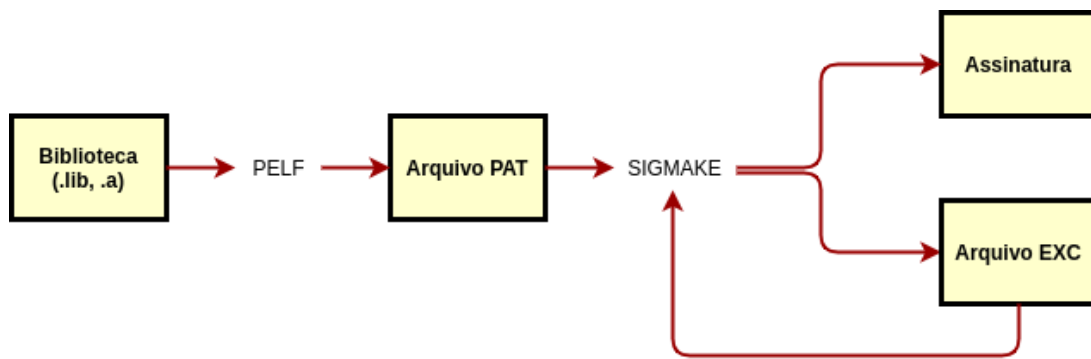 Biblioteca
(.lib, .a)
PELF
Arquivo PAT
SIGMAKE
Assinatura
Arquivo EXC